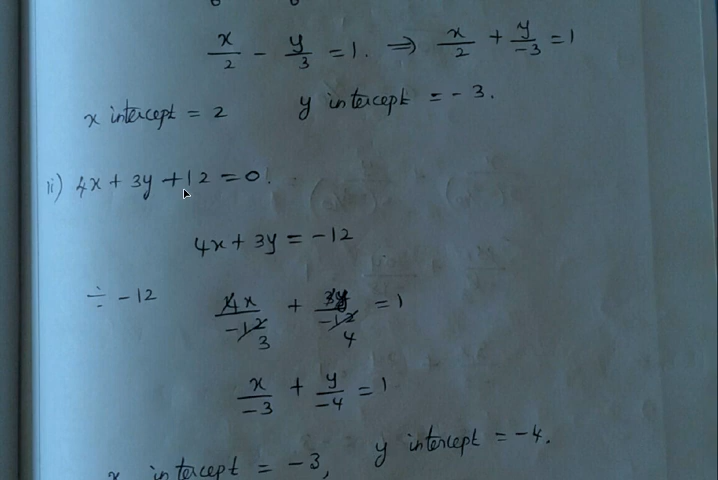 x/2 - y/3 = 1. ⇒ x/2 + y/-3 = 1
x intercept = 2 y intercept = -3.
ii) 4x + 3y + 12 = 0.
4x + 3y = -12
÷ -12 4x/-12 3 + 3y/-12 4 = 1
x/-3 + y/-4 = 1
x intercept = -3, y intercept = -4.